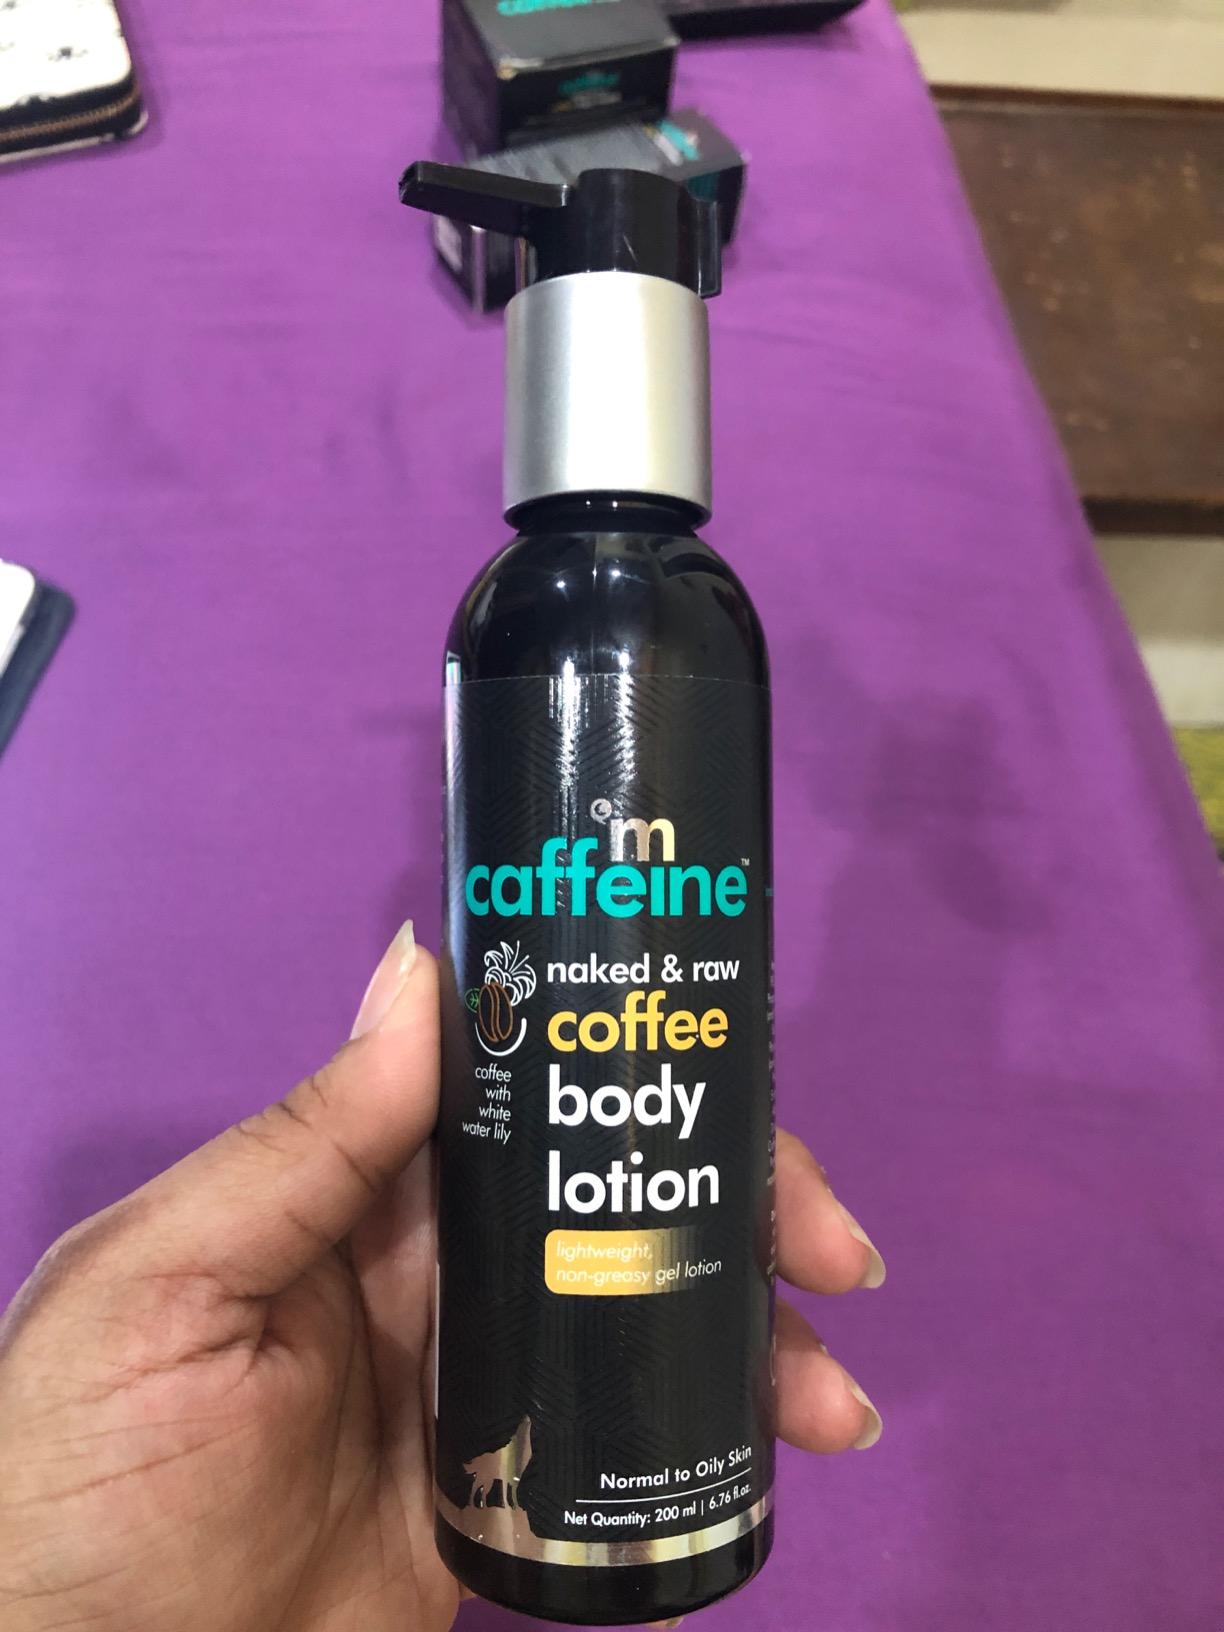 'm
caffeine™
naked & raw
coffee
body
lotion
coffee
with
white
water lily
lightweight,
non-greasy gel lotion
Normal to Oily Skin
Net Quantity: 200 ml | 6.76 fl.oz.